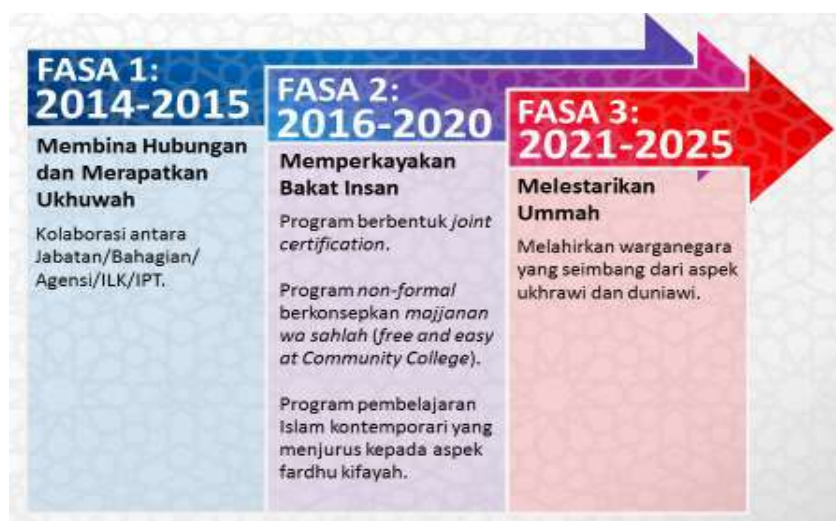 FASA 1:
2014-2015
Membina Hubungan
dan Merapatkan
Ukhuwah
Kolaborasi antara
Jabatan/Bahagian/
Agensi/ILK/IPT.
FASA 2:
2016-2020
Memperkayakan
Bakat Insan
Program berbentuk joint
certification.
Program non-formal
berkonsepkan majjanan
wa sahlah (free and easy
at Community College).
Program pembelajaran
Islam kontemporari yang
menjurus kepada aspek
fardhu kifayah.
FASA 3:
2021-2025
Melestarikan
Ummah
Melahirkan warganegara
yang seimbang dari aspek
ukhrawi dan duniawi.